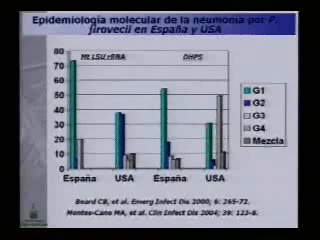 Epidemiología molecular de la neumonía por P.
jirovecii en España y USA
80
70
60
50
40
30
20
10
0
Mt LSU rRNA
DHPS
España
USA
España
USA
G1
G2
G3
G4
Mezcla
Beard CB, et al. Emerg Infect Dis 2000; 6: 265-72.
Montes-Cano MA, et al. Clin Infect Dis 2004; 39: 123-8.